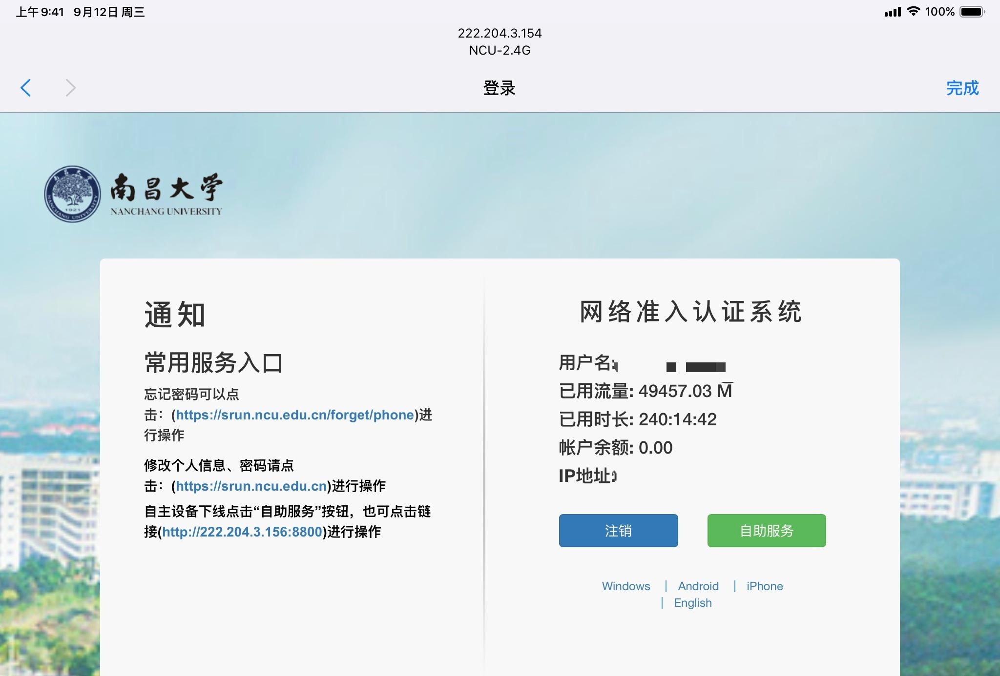 上午9:41 9月12日 周三
100%
222.204.3.154
NCU-2.4G
登录
完成
南昌大学
NANCHANG UNIVERSITY
南昌大学
1921
NANCHANG UNIVERSITY
通知
常用服务入口
忘记密码可以点
击：(https://srun.ncu.edu.cn/forget/phone)进
行操作
修改个人信息、密码请点
击：(https://srun.ncu.edu.cn)进行操作
自主设备下线点击“自助服务”按钮，也可点击链
接(http://222.204.3.156:8800)进行操作
网络准入认证系统
用户名:
已用流量: 49457.03 M
已用时长: 240:14:42
帐户余额: 0.00
IP地址:
注销
自助服务
Windows | Android | iPhone
| English